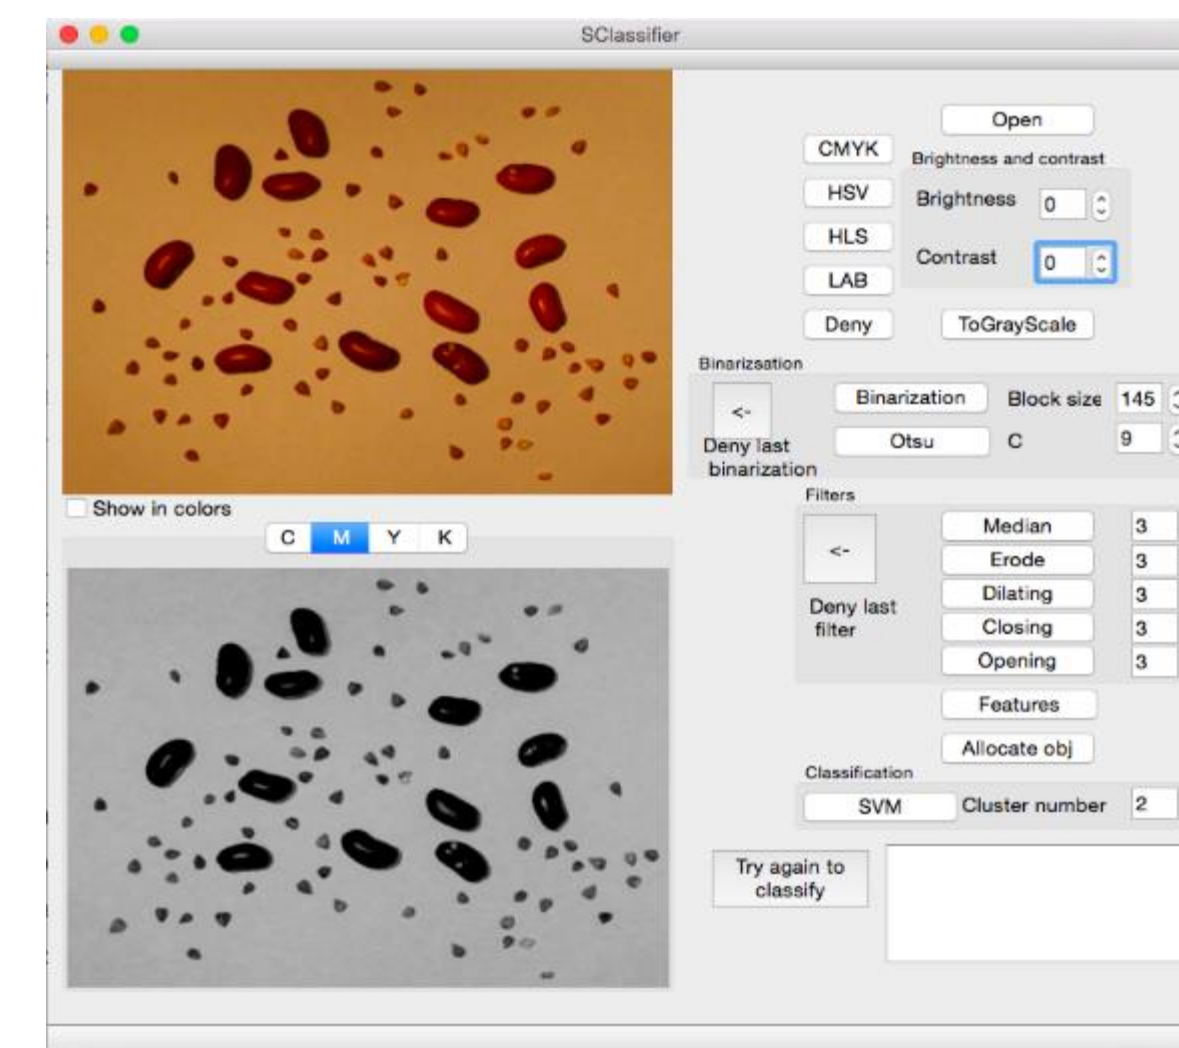 SClassifier
Open
CMYK
Brightness and contrast
HSV
Brightness 0
HLS
Contrast 0
LAB
Deny
ToGrayScale
Binarizsation
<-
Binarization
Block size 145
Deny last
binarization
Otsu
C 9
Show in colors
C M Y K
Filters
<-
Deny last
filter
Median 3
Erode 3
Dilating 3
Closing 3
Opening 3
Features
Allocate obj
Classification
SVM
Cluster number 2
Try again to
classify